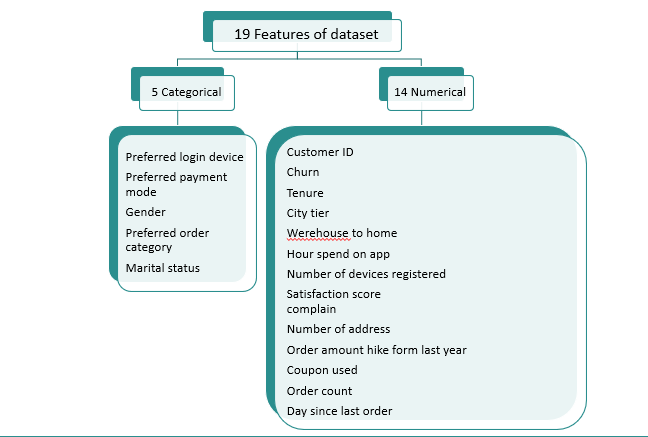 19 Features of dataset
5 Categorical
14 Numerical
Preferred login device
Preferred payment
mode
Gender
Preferred order
category
Marital status
Customer ID
Churn
Tenure
City tier
Werehouse to home
Hour spend on app
Number of devices registered
Satisfaction score
complain
Number of address
Order amount hike form last year
Coupon used
Order count
Day since last order